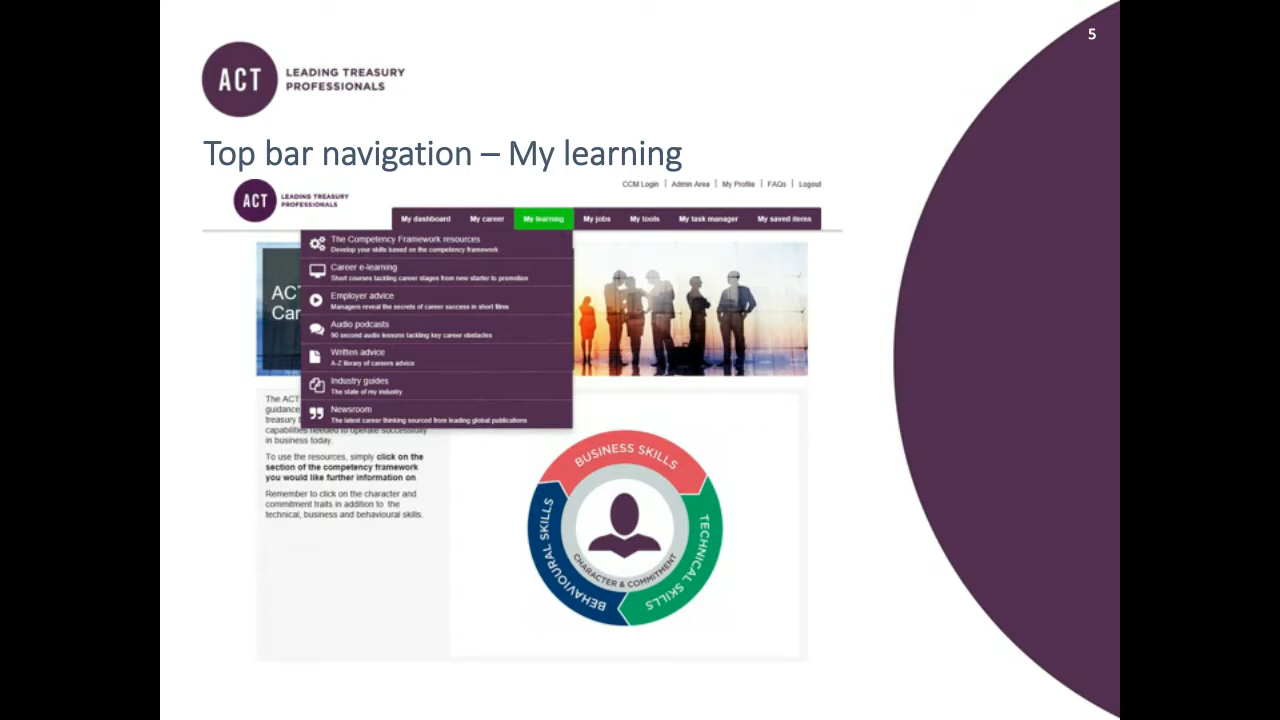 5
ACT
LEADING TREASURY
PROFESSIONALS
Top bar navigation – My learning
ACT
LEADING TREASURY
PROFESSIONALS
CCM Login | Admin Area | My Profile | FAQs | Logout
My dashboard My career My learning My jobs My tools My task manager My saved items
The Competency Framework resources
Develop your skills based on the competency framework
Career e-learning
Short courses tackling career stages from new starter to promotion
Employer advice
Managers reveal the secrets of career success in short films
Audio podcasts
90 second audio lessons tackling key career obstacles
Written advice
A-Z library of careers advice
Industry guides
The state of my industry
Newsroom
The latest career thinking sourced from leading global publications
AC
Car
The ACT
guidance
treasury
capabilities needed to operate successfully
in business today.
To use the resources, simply click on the
section of the competency framework
you would like further information on.
Remember to click on the character and
commitment traits in addition to the
technical, business and behavioural skills.
BUSINESS SKILLS
TECHNICAL SKILLS
BEHAVIOURAL SKILLS
CHARACTER & COMMITMENT